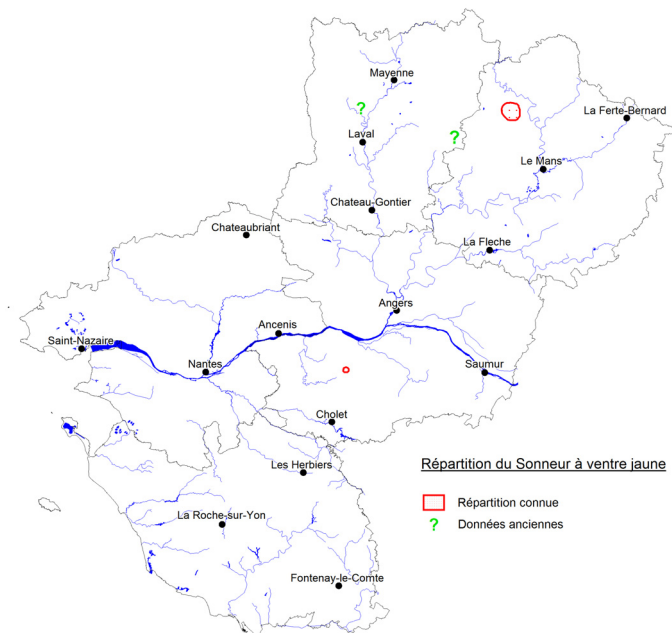 Mayenne
?
La Ferte-Bernard
?
Laval
Le Mans
Chateau-Gontier
Chateaubriant
La Fleche
Angers
Ancenis
Saint-Nazaire
Nantes
Saumur
Cholet
Les Herbiers
Répartition du Sonneur à ventre jaune
Répartition connue
La Roche-sur-Yon
? Données anciennes
Fontenay-le-Comte